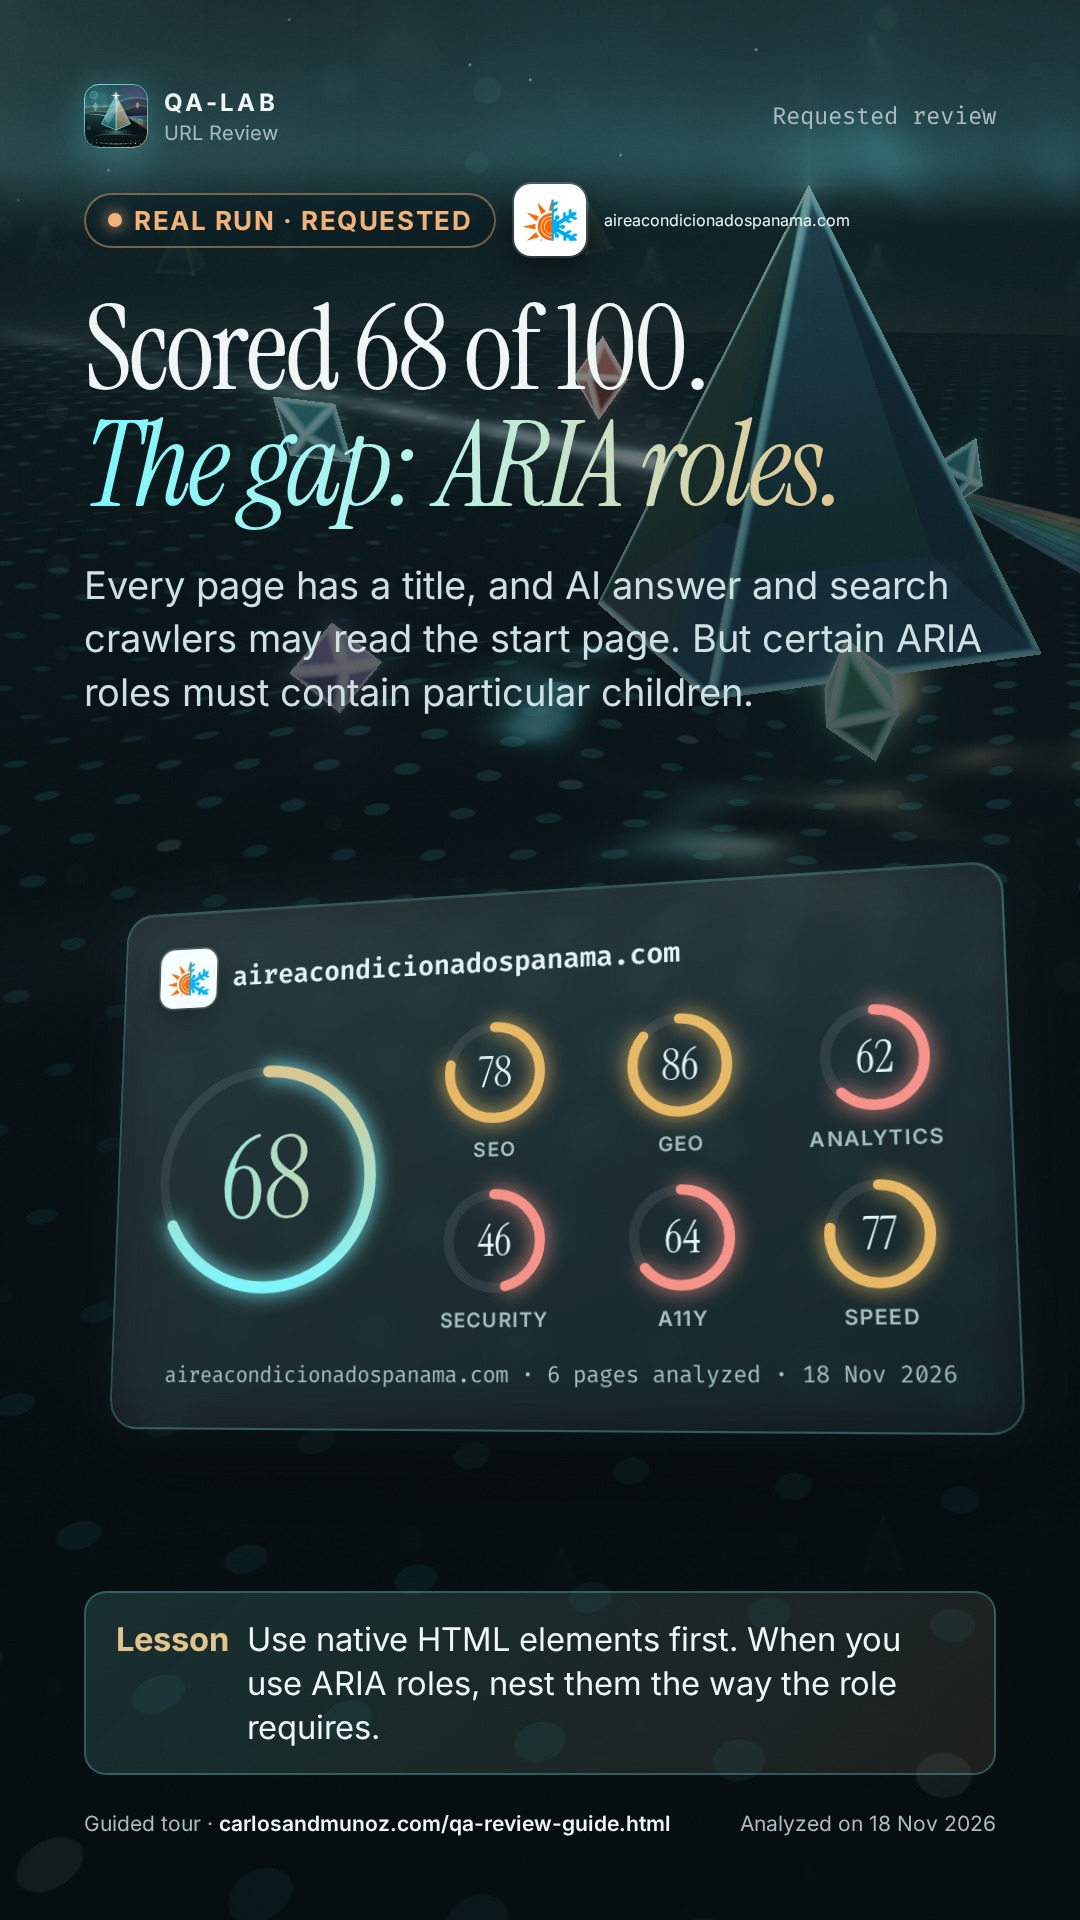 QA-LAB
URL Review
Requested review
REAL RUN · REQUESTED
aireacondicionadospanama.com
Scored 68 of 100.
The gap: ARIA roles.
Every page has a title, and AI answer and search
crawlers may read the start page. But certain ARIA
roles must contain particular children.
aireacondicionadospanama.com
68
78
SEO
86
GEO
62
ANALYTICS
46
SECURITY
64
A11Y
77
SPEED
aireacondicionadospanama.com · 6 pages analyzed · 18 Nov 2026
Lesson Use native HTML elements first. When you
use ARIA roles, nest them the way the role
requires.
Guided tour · carlosandmunoz.com/qa-review-guide.html
Analyzed on 18 Nov 2026